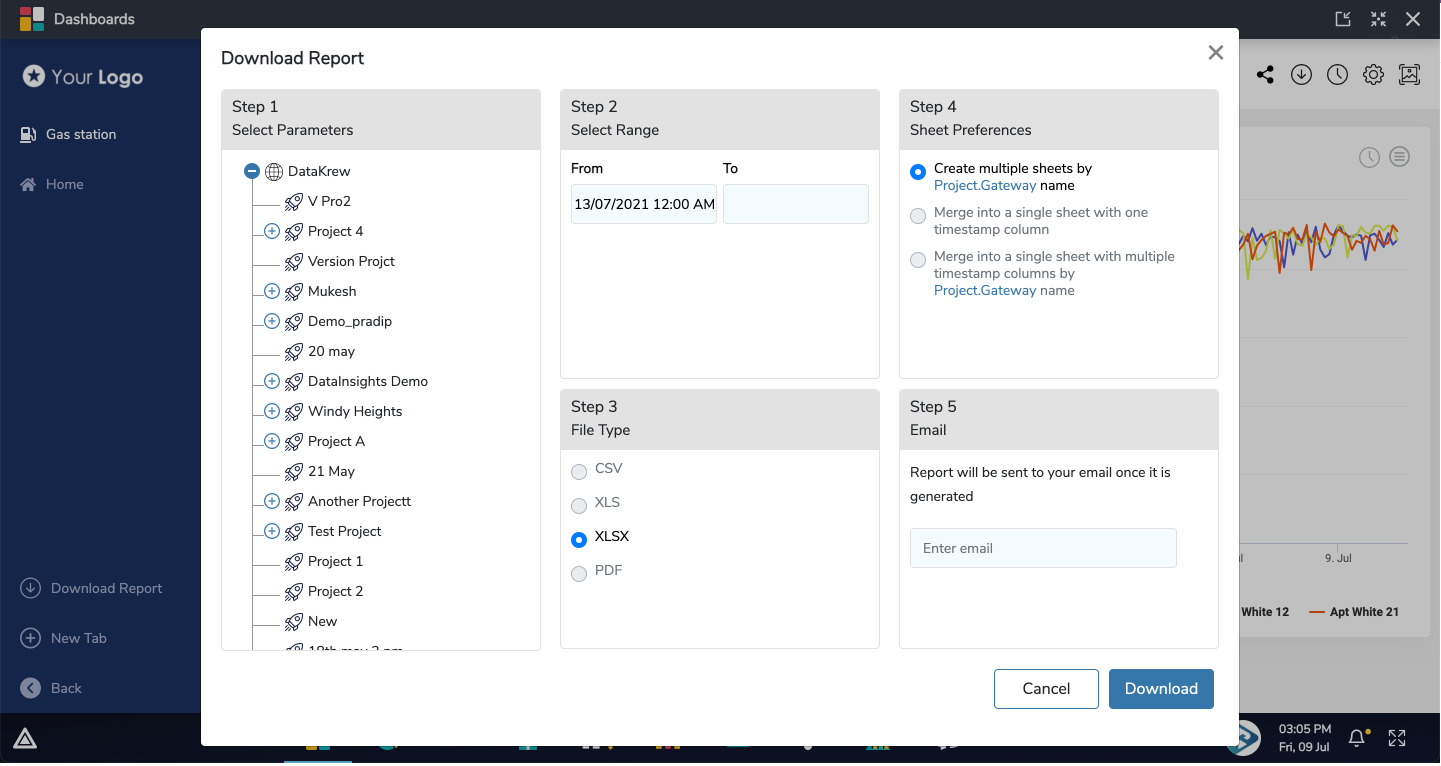 Dashboards
Your Logo
Gas station
Home
Download Report
New Tab
Back
Download Report
Step 1
Select Parameters
DataKrew
V Pro2
Project 4
Version Projct
Mukesh
Demo_pradip
20 may
DataInsights Demo
Windy Heights
Project A
21 May
Another Projectt
Test Project
Project 1
Project 2
New
Step 2
Select Range
From To
13/07/2021 12:00 AM
Step 3
File Type
CSV
XLS
XLSX
PDF
Step 4
Sheet Preferences
Create multiple sheets by
Project.Gateway name
Merge into a single sheet with one
timestamp column
Merge into a single sheet with multiple
timestamp columns by
Project.Gateway name
Step 5
Email
Report will be sent to your email once it is
generated
Enter email
Cancel Download
9. Jul
White 12 Apt White 21
03:05 PM
Fri, 09 Jul